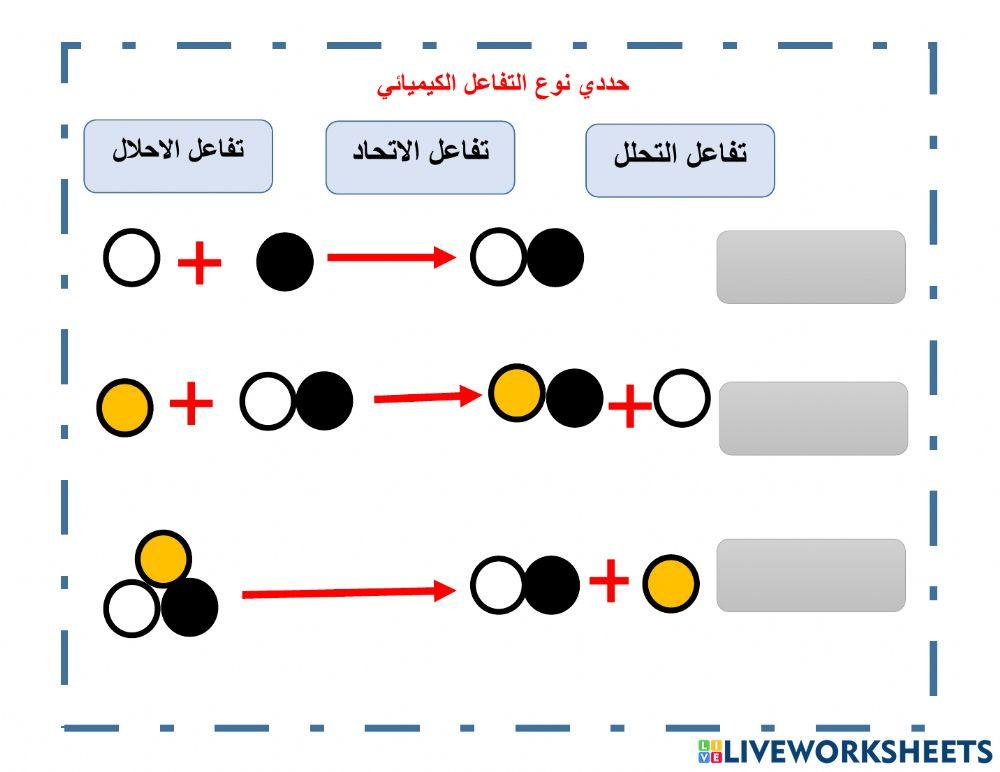 حددي نوع التفاعل الكيميائي
تفاعل التحلل
تفاعل الاتحاد
تفاعل الاحلال
LIVEWORKSHEETS